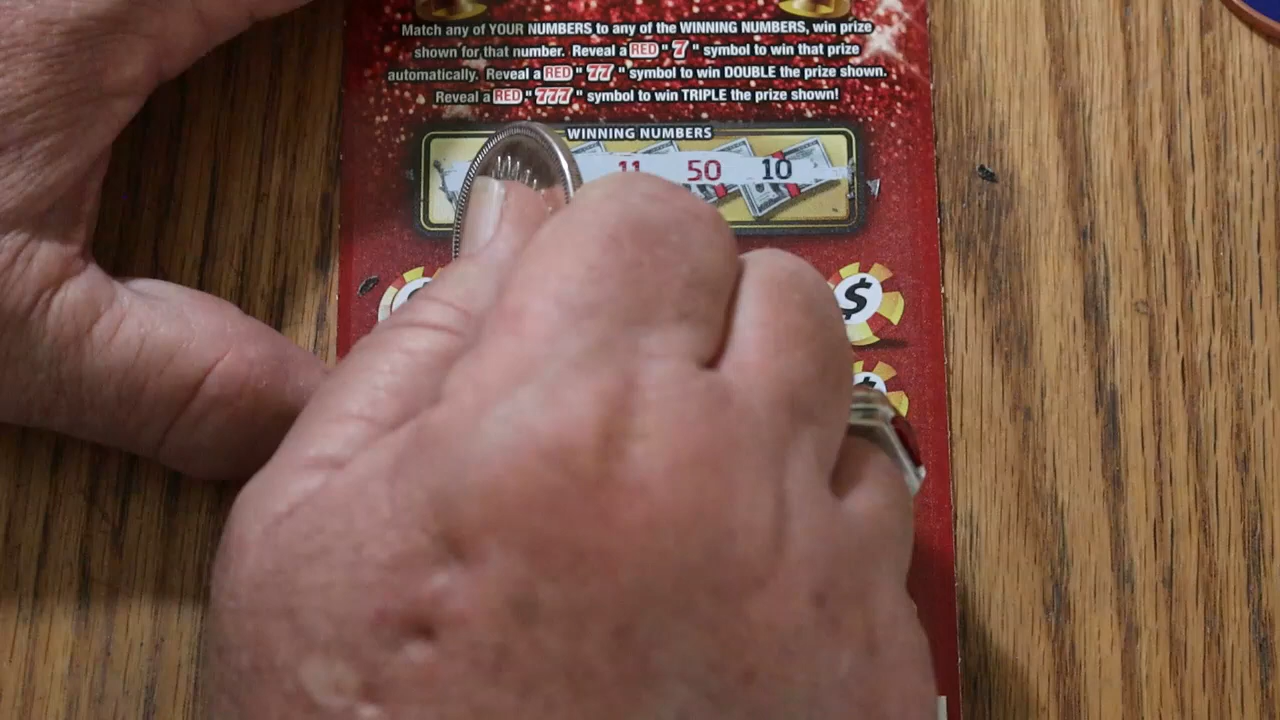 Match any of YOUR NUMBERS to any of the WINNING NUMBERS, win prize
shown for that number. Reveal a RED "7" symbol to win that prize
automatically. Reveal a RED "77" symbol to win DOUBLE the prize shown.
Reveal a RED "777" symbol to win TRIPLE the prize shown!
WINNING NUMBERS
11 50 10
$